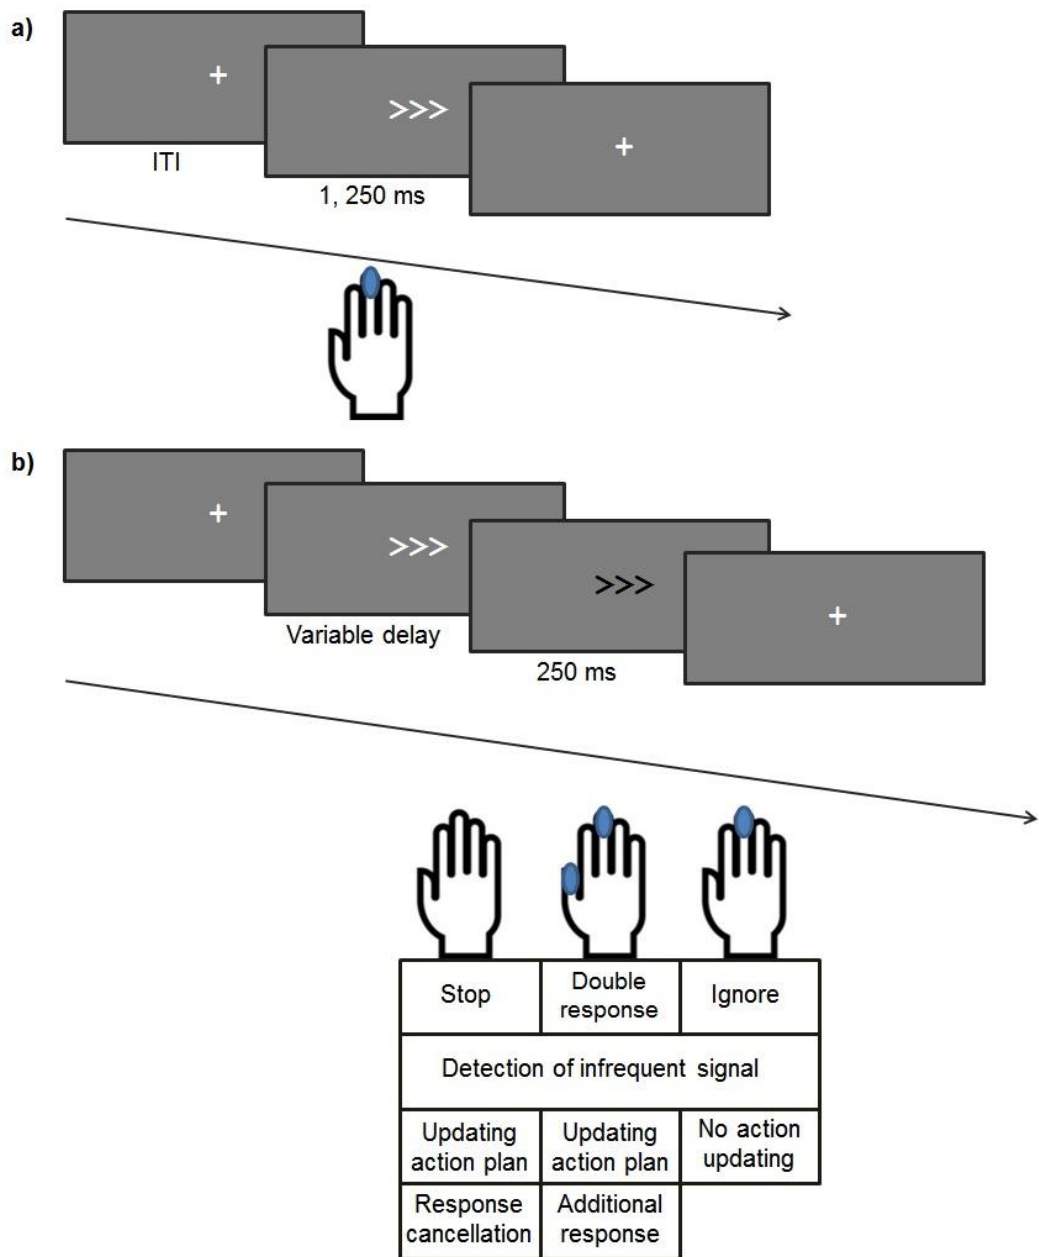 a)
+
>>>
+
ITI
1, 250 ms
b)
+
>>>
>>>
+
Variable delay
250 ms
Stop
Double
response
Ignore
Detection of infrequent signal
Updating
action plan
Updating
action plan
No action
updating
Response
cancellation
Additional
response